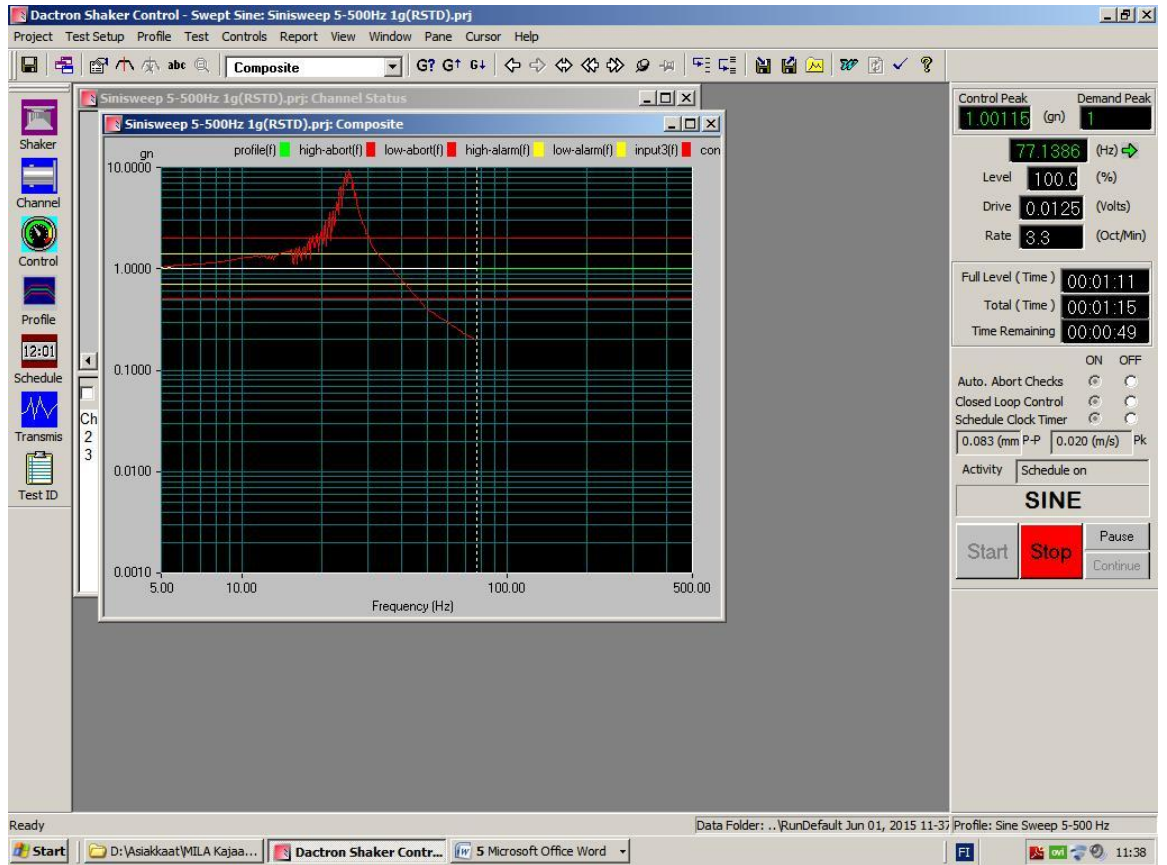 Dactron Shaker Control - Swept Sine: Sinisweep 5-500Hz 1g(RSTD).prj
Project Test Setup Profile Test Controls Report View Window Pane Cursor Help
abc Composite G? G↑ G↓
Shaker
Channel
Control
Profile
12:01
Schedule
Transmis
Test ID
Sinisweep 5-500Hz 1g(RSTD).prj: Channel Status
Ch
2
3
Sinisweep 5-500Hz 1g(RSTD).prj: Composite
gn profile(f) high-abort(f) low-abort(f) high-alarm(f) low-alarm(f) input3(f) con
10.0000
1.0000
0.1000
0.0100
0.0010
5.00 10.00 100.00 500.00
Frequency (Hz)
Control Peak Demand Peak
1.00115 (gn) 1
77.1386 (Hz)
Level 100.0 (%)
Drive 0.0125 (Volts)
Rate 3.3 (Oct/Min)
Full Level ( Time ) 00:01:11
Total ( Time ) 00:01:15
Time Remaining 00:00:49
ON OFF
Auto. Abort Checks
Closed Loop Control
Schedule Clock Timer
0.083 (mm P-P 0.020 (m/s) Pk
Activity Schedule on
SINE
Start Stop Pause
Continue
Ready Data Folder: ..\RunDefault Jun 01, 2015 11-37 Profile: Sine Sweep 5-500 Hz
Start D:\Asiakkaat\MILA Kajaa... Dactron Shaker Contr... 5 Microsoft Office Word FI ovi 11:38